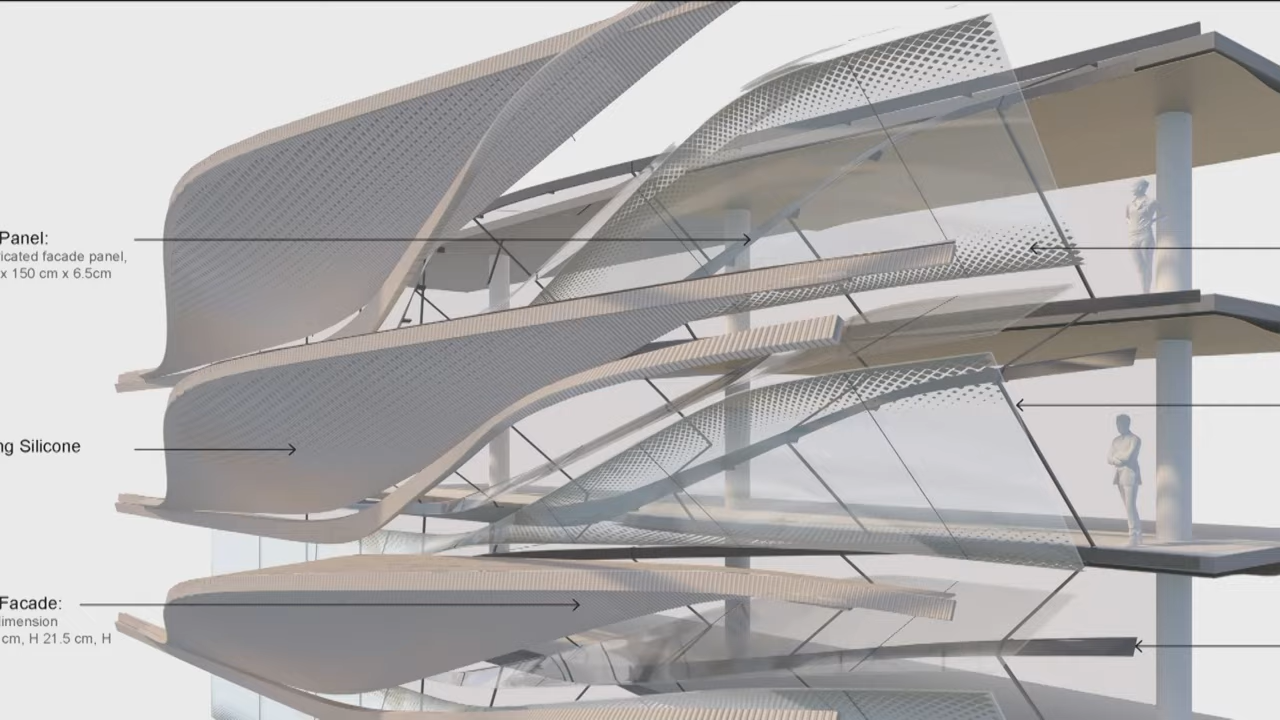 Panel:
icated facade panel,
x 150 cm x 6.5cm
ng Silicone
Facade:
imension
cm, H 21.5 cm, H